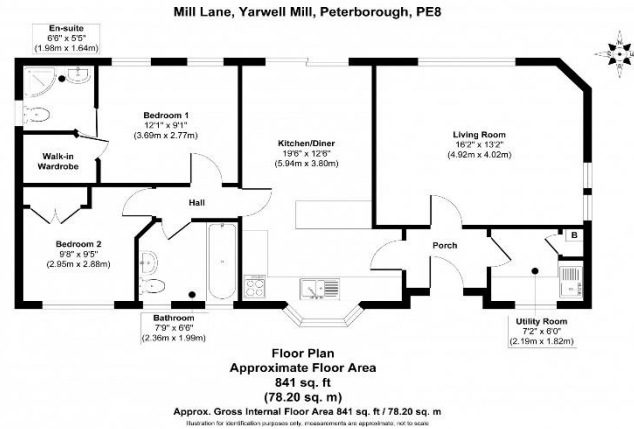 Mill Lane, Yarwell Mill, Peterborough, PE8
En-suite
6'6" x 5'5"
(1.98m x 1.64m)
N
Bedroom 1
12'1" x 9'1"
(3.69m x 2.77m)
Kitchen/Diner
19'6" x 12'6"
(5.94m x 3.80m)
Living Room
16'2" x 13'2"
(4.92m x 4.02m)
Walk-in
Wardrobe
Hall
Bedroom 2
9'8" x 9'5"
(2.95m x 2.88m)
Porch
B
Bathroom
7'9" x 6'6"
(2.36m x 1.99m)
Utility Room
7'2" x 6'0"
(2.19m x 1.82m)
Floor Plan
Approximate Floor Area
841 sq. ft
(78.20 sq. m)
Approx. Gross Internal Floor Area 841 sq. ft / 78.20 sq. m
Illustration for identification purposes only, measurements are approximate, not to scale